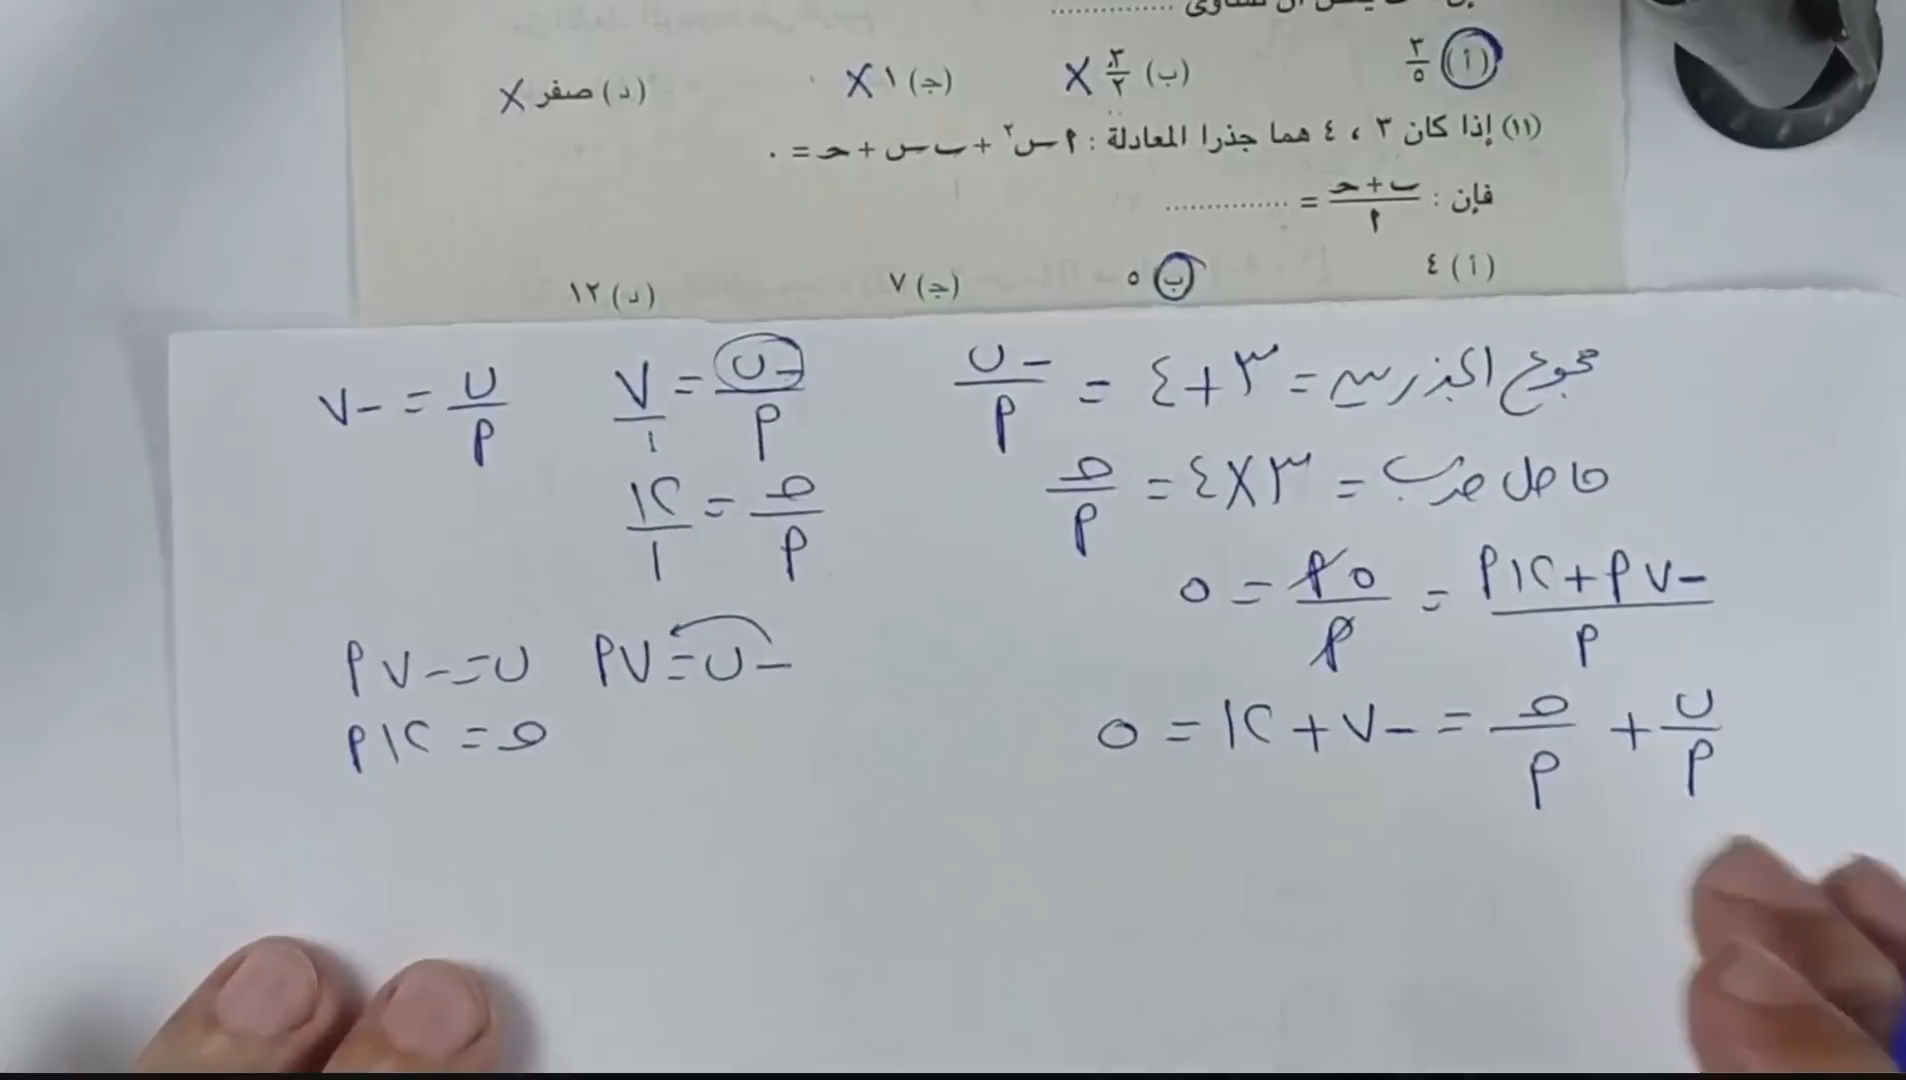 (أ) ٣/٥ (ب) ٣/٢ X (جـ) ١ X (د) صفر X
(١١) إذا كان ٣ ، ٤ هما جذرا المعادلة : ٢ س٢ + ب س + حـ = ٠
فإن : (ب + حـ)/٢ = ..............
(أ) ٤ (ب) ٥ (جـ) ٧ (د) ١٢
مجموع الجذرين = ٣ + ٤ = -ب/٢ -ب/٢ = ٧/١ ب/٢ = -٧
حاصل ضرب = ٣ × ٤ = حـ/٢ حـ/٢ = ١٢/١
(-٧٢ + ١٢٢)/٢ = ٥٢/٢ = ٥
-ب = ٧٢ ب = -٧٢
ب/٢ + حـ/٢ = -٧ + ١٢ = ٥ حـ = ١٢٢